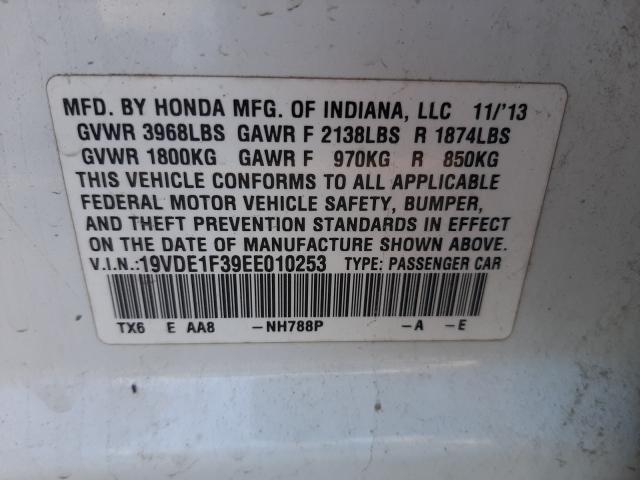 MFD. BY HONDA MFG. OF INDIANA, LLC 11/'13
GVWR 3968LBS GAWR F 2138LBS R 1874LBS
GVWR 1800KG GAWR F 970KG R 850KG
THIS VEHICLE CONFORMS TO ALL APPLICABLE
FEDERAL MOTOR VEHICLE SAFETY, BUMPER,
AND THEFT PREVENTION STANDARDS IN EFFECT
ON THE DATE OF MANUFACTURE SHOWN ABOVE.
V.I.N.:19VDE1F39EE010253 TYPE: PASSENGER CAR
TX6 E AA8 -NH788P -A -E